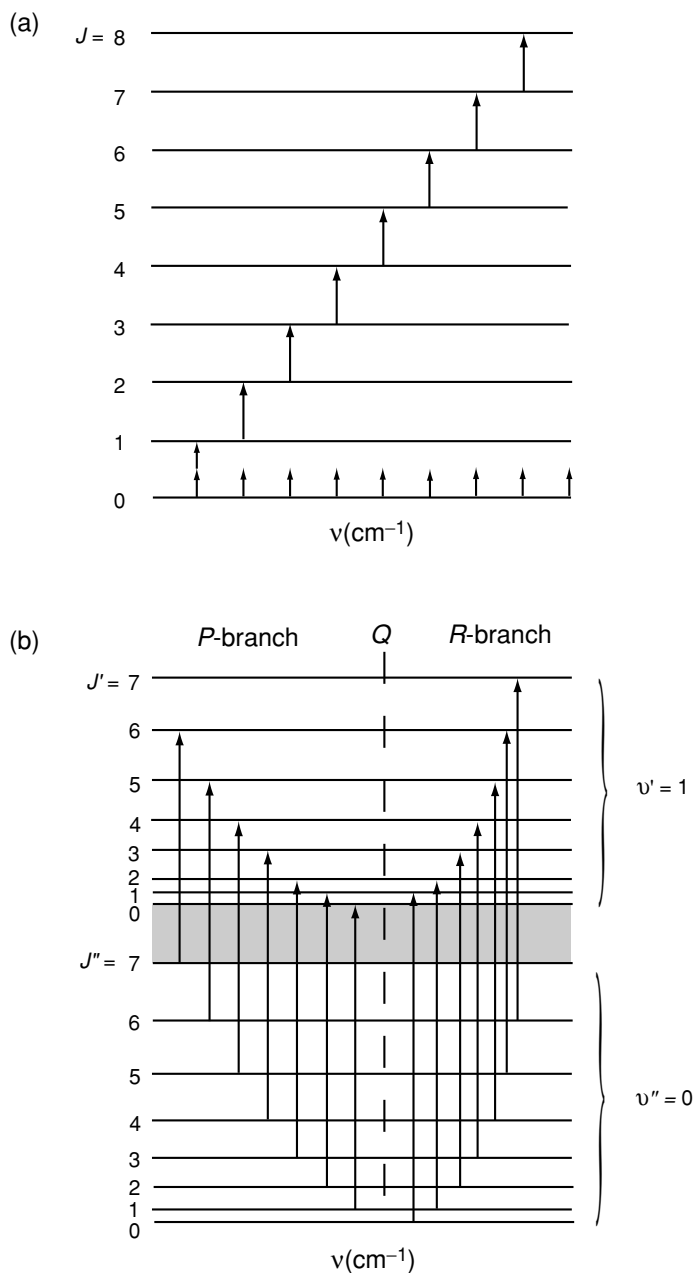 (a)
J = 8
7
6
5
4
3
2
1
0
ν(cm⁻¹)
(b)
P-branch Q R-branch
J' = 7
6
5
4
3
2
1
0
υ' = 1
J" = 7
6
5
4
3
2
1
0
υ" = 0
ν(cm⁻¹)